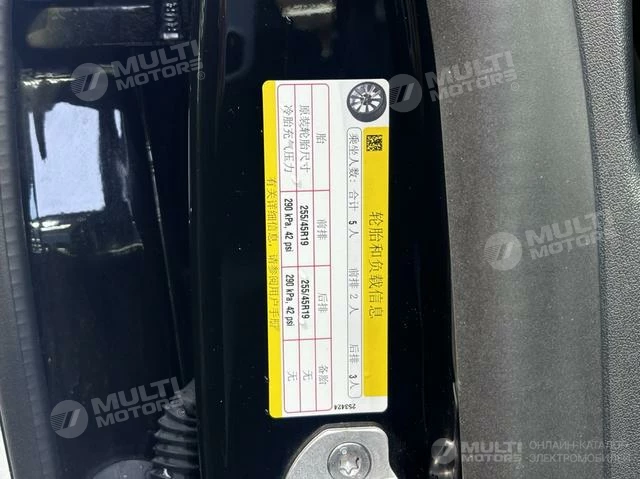 轮胎和负载信息
乘坐人数: 合计 5 人 前排 2 人 后排 3 人
胎 前排 后排 备胎
原装轮胎尺寸 255/45R19 255/45R19 无
冷胎充气压力 290 kPa, 42 psi 290 kPa, 42 psi 无
有关详细信息，请参阅用户手册
253424
MULTI
MOTORS
MULTI
MOTORS
MULTI
MOTORS
MULTI
MOTORS
MULTI
MOTORS
MULTI
MOTORS
ОНЛАЙН-КАТАЛОГ
ЭЛЕКТРОМОБИЛЕЙ